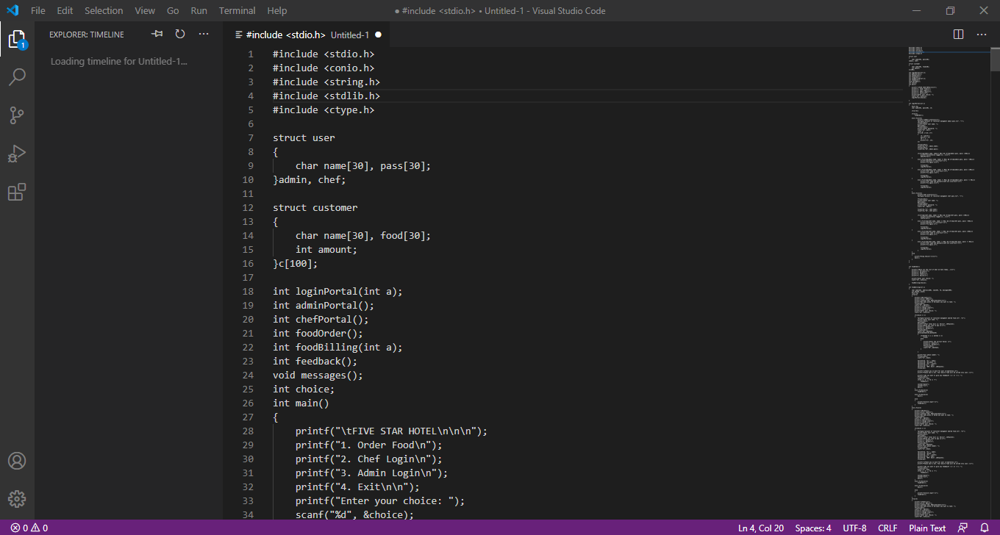 File Edit Selection View Go Run Terminal Help
● #include <stdio.h> • Untitled-1 - Visual Studio Code
EXPLORER: TIMELINE
Loading timeline for Untitled-1...
1
#include <stdio.h> Untitled-1 ●
1 #include <stdio.h>
2 #include <conio.h>
3 #include <string.h>
4 #include <stdlib.h>
5 #include <ctype.h>
6
7 struct user
8 {
9     char name[30], pass[30];
10 }admin, chef;
11
12 struct customer
13 {
14     char name[30], food[30];
15     int amount;
16 }c[100];
17
18 int loginPortal(int a);
19 int adminPortal();
20 int chefPortal();
21 int foodOrder();
22 int foodBilling(int a);
23 int feedback();
24 void messages();
25 int choice;
26 int main()
27 {
28     printf("\tFIVE STAR HOTEL\n\n\n");
29     printf("1. Order Food\n");
30     printf("2. Chef Login\n");
31     printf("3. Admin Login\n");
32     printf("4. Exit\n\n");
33     printf("Enter your choice: ");
34     scanf("%d", &choice);
0 0
Ln 4, Col 20 Spaces: 4 UTF-8 CRLF Plain Text